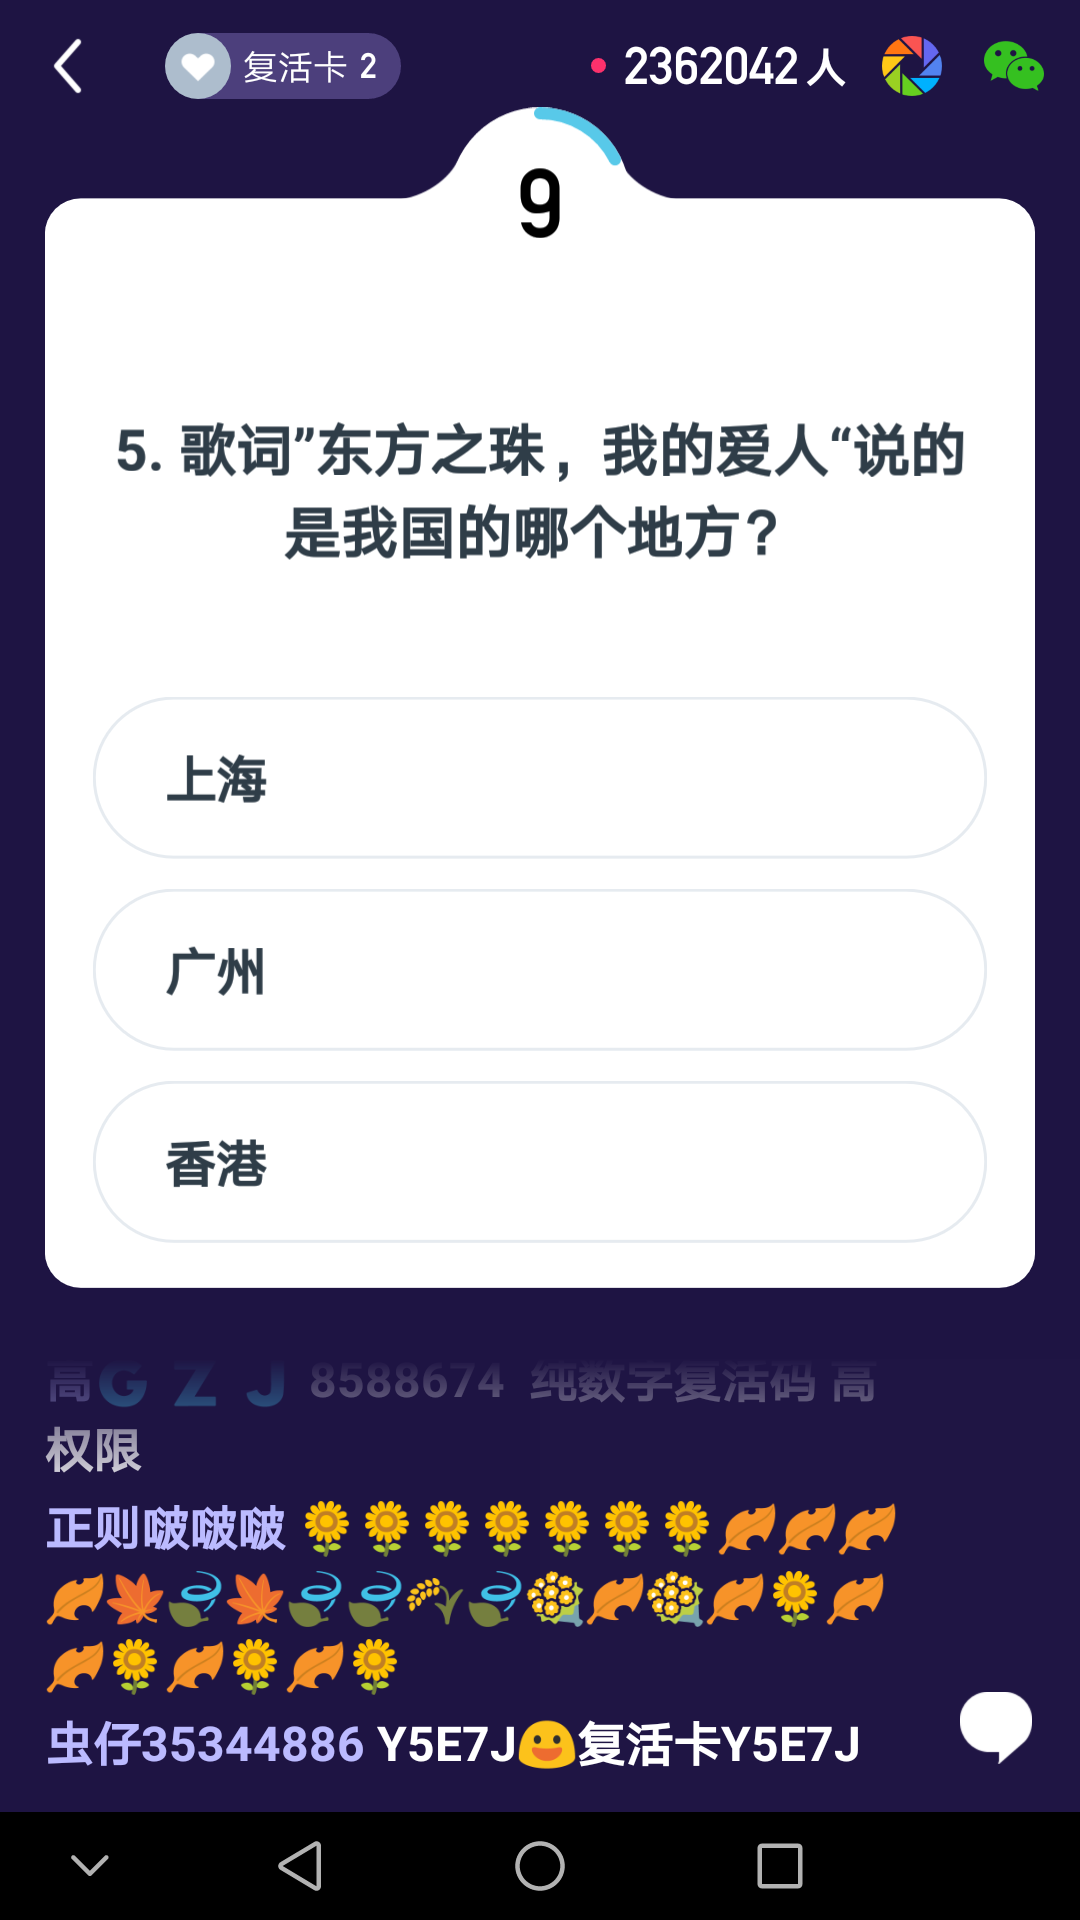 复活卡 2
2362042 人
9
5. 歌词”东方之珠，我的爱人“说的
是我国的哪个地方？
上海
广州
香港
高G Z J 8588674 纯数字复活码 高
权限
正则啵啵啵 🌻🌻🌻🌻🌻🌻🌻🍂🍂🍂
🍂🍁🍃🍁🍃🍃🌾🍃💐🍂💐🍂🌻🍂
🍂🌻🍂🌻🍂🌻
虫仔35344886 Y5E7J😃复活卡Y5E7J